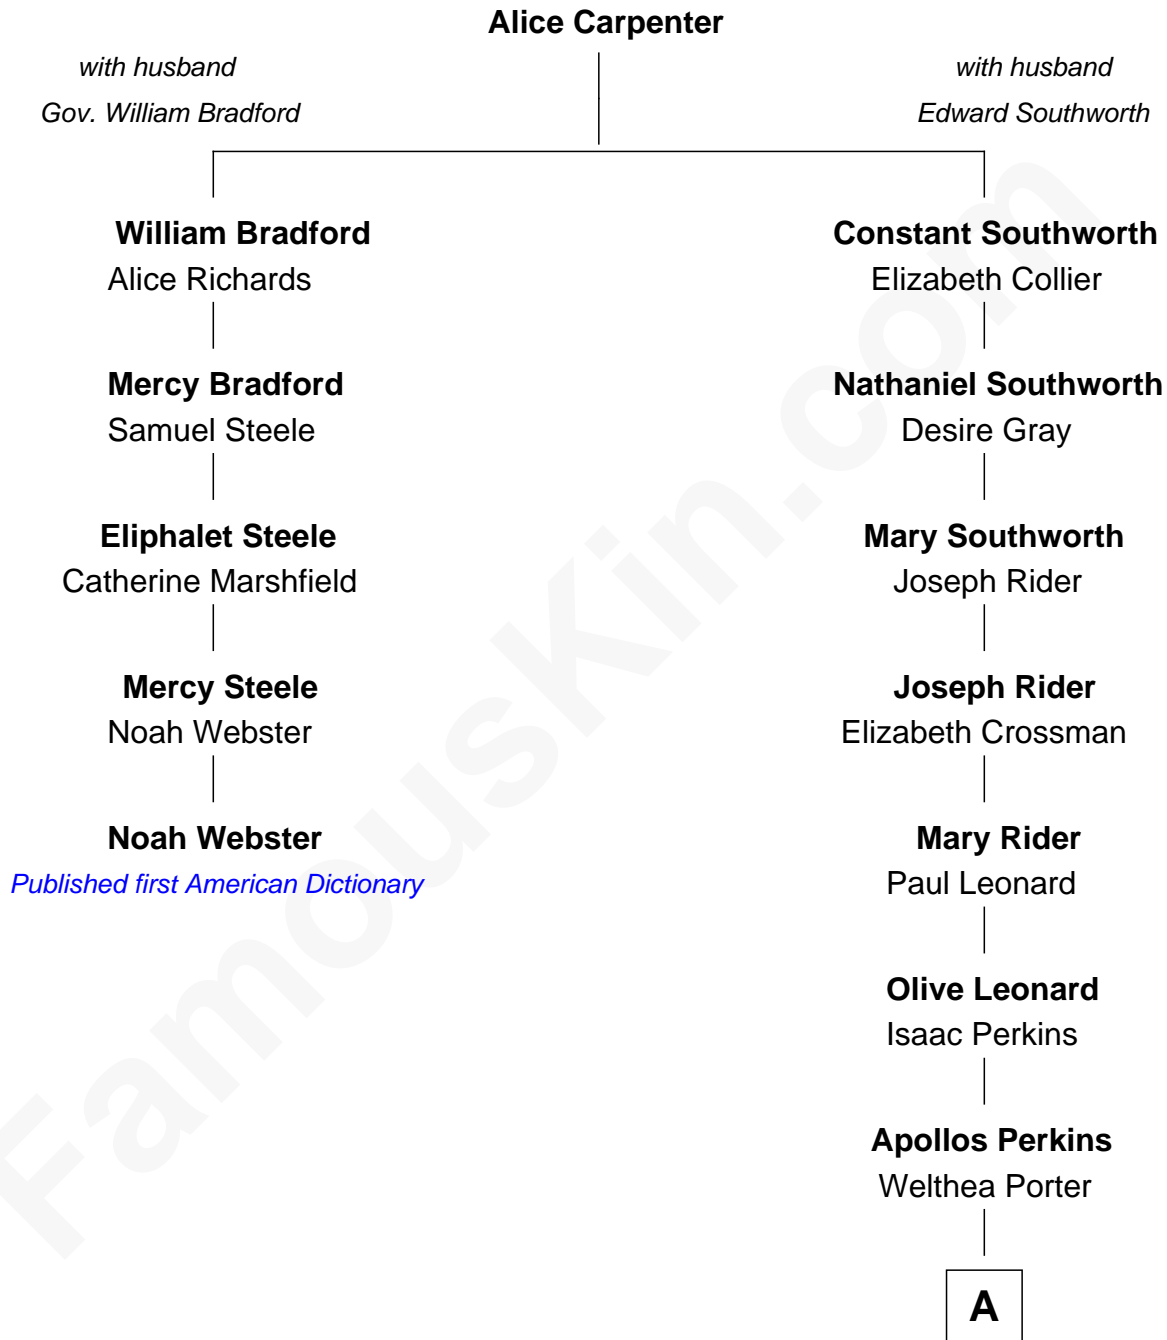 Alice Carpenter
with husband
Gov. William Bradford
with husband
Edward Southworth
William Bradford
Alice Richards
Mercy Bradford
Samuel Steele
Eliphalet Steele
Catherine Marshfield
Mercy Steele
Noah Webster
Noah Webster
Published first American Dictionary
Constant Southworth
Elizabeth Collier
Nathaniel Southworth
Desire Gray
Mary Southworth
Joseph Rider
Joseph Rider
Elizabeth Crossman
Mary Rider
Paul Leonard
Olive Leonard
Isaac Perkins
Apollos Perkins
Welthea Porter
A
FamousKin.com